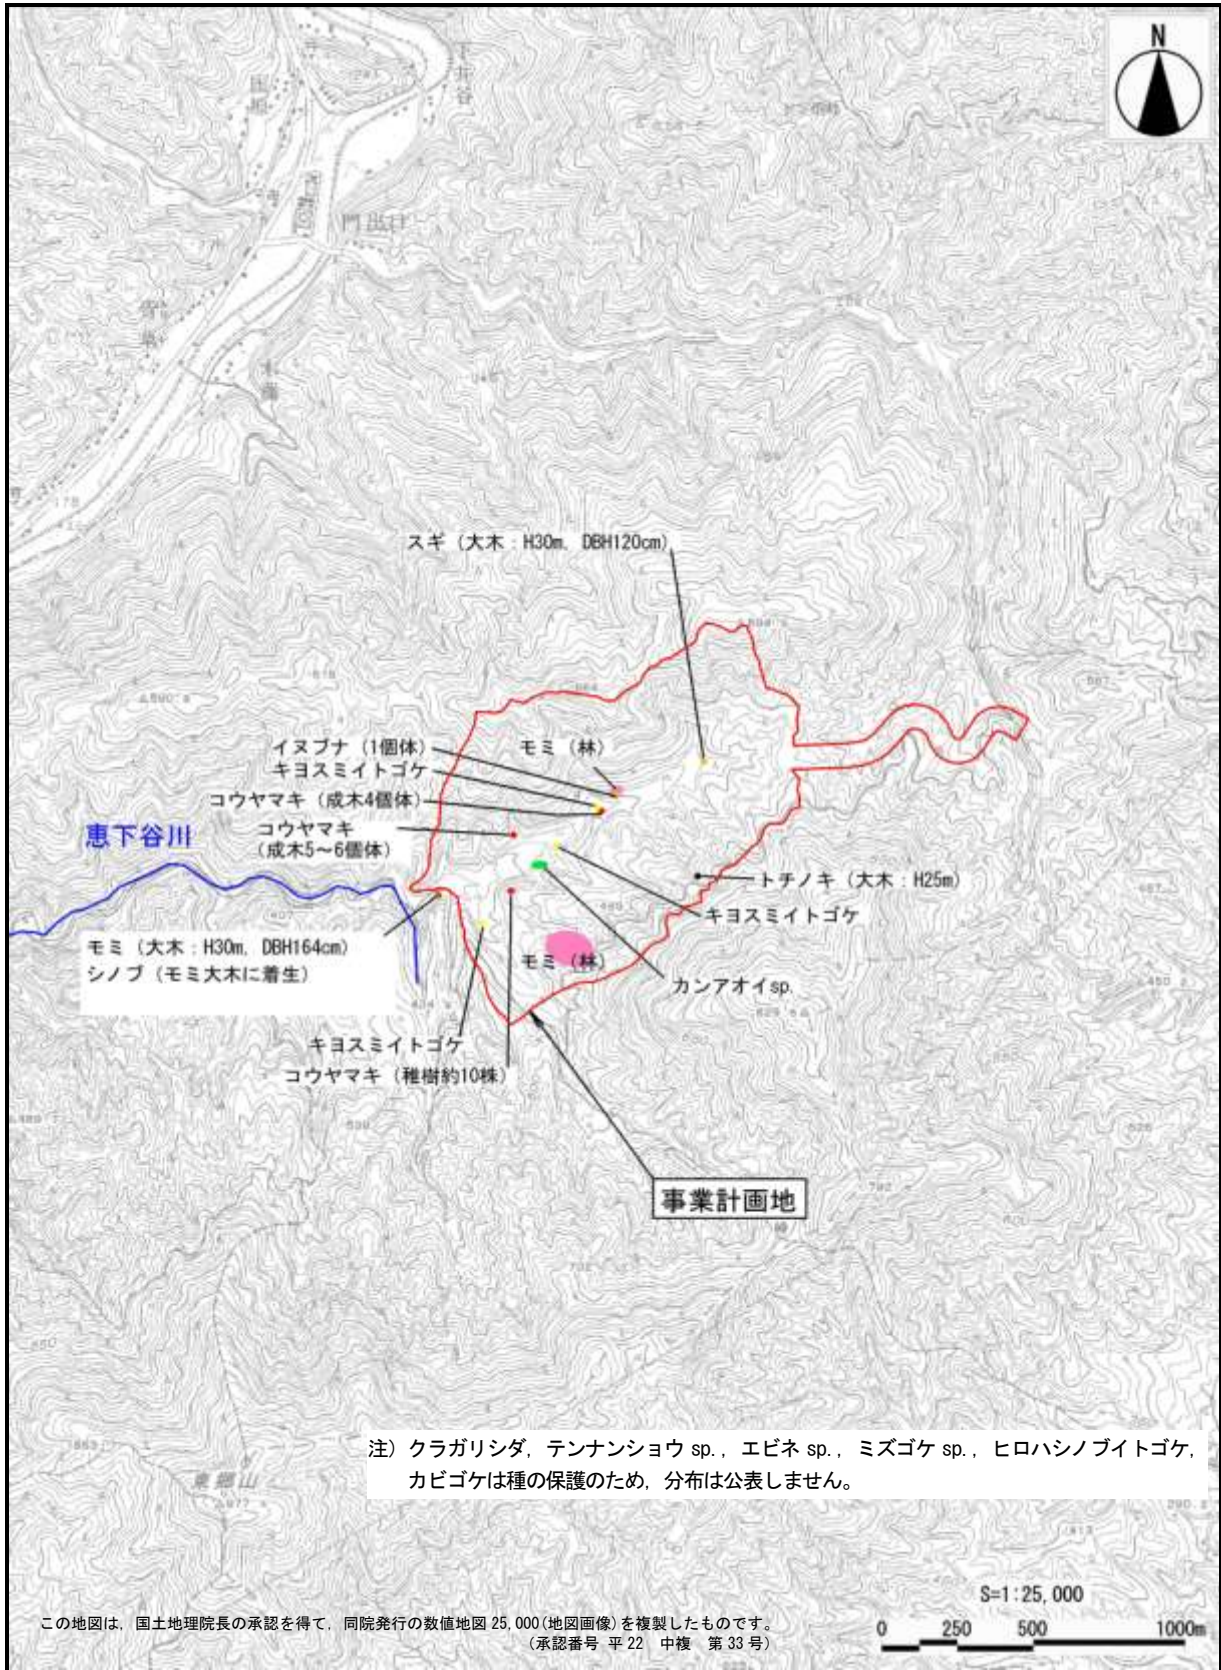 N
門出口
スギ（大木：H30m, DBH120cm）
イヌブナ（1個体）
モミ（林）
キヨスミイトゴケ
コウヤマキ（成木4個体）
コウヤマキ
（成木5～6個体）
恵下谷川
トチノキ（大木：H25m）
キヨスミイトゴケ
モミ（大木：H30m, DBH164cm）
シノブ（モミ大木に着生）
モミ（林）
カンアオイsp.
キヨスミイトゴケ
コウヤマキ（稚樹約10株）
事業計画地
注）クラガリシダ，テンナンショウ sp.，エビネ sp.，ミズゴケ sp.，ヒロハシノブイトゴケ，
カビゴケは種の保護のため，分布は公表しません。
東郷山
S=1:25,000
この地図は，国土地理院長の承認を得て，同院発行の数値地図 25,000(地図画像)を複製したものです。
（承認番号 平22 中複 第33号）
0 250 500 1000m